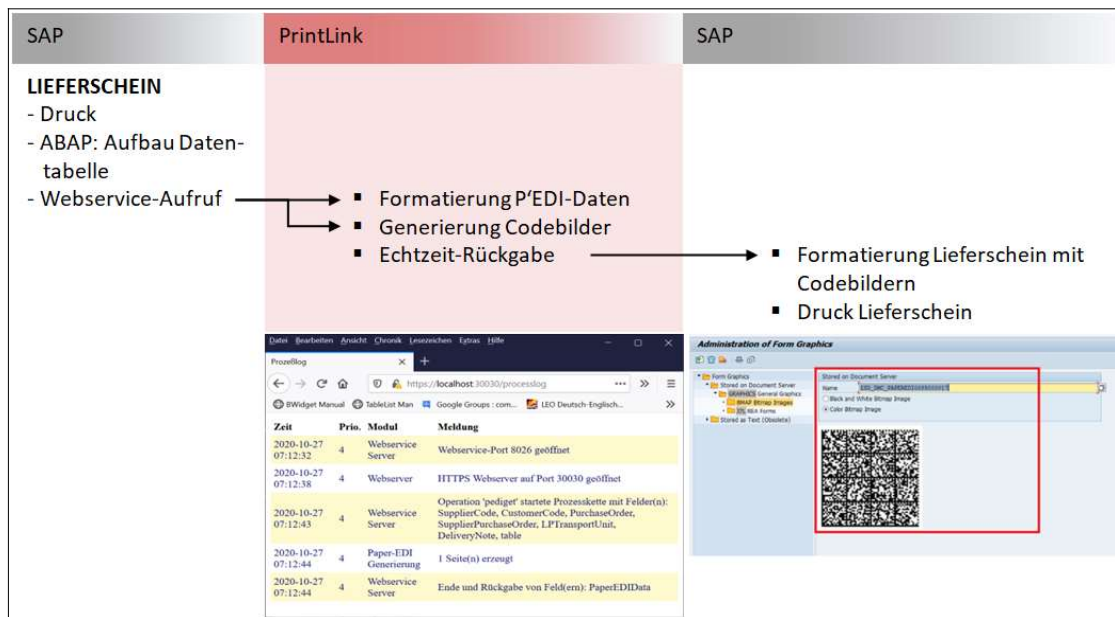 SAP
PrintLink
SAP
LIEFERSCHEIN
- Druck
- ABAP: Aufbau Daten-
tabelle
- Webservice-Aufruf
▪ Formatierung P'EDI-Daten
▪ Generierung Codebilder
▪ Echtzeit-Rückgabe
▪ Formatierung Lieferschein mit
Codebildern
▪ Druck Lieferschein
Datei Bearbeiten Ansicht Chronik Lesezeichen Extras Hilfe
Prozeßlog
https://localhost:30030/processlog
BWidget Manual TableList Man Google Groups : com... LEO Deutsch-Englisch...
Zeit Prio. Modul Meldung
2020-10-27
07:12:32 4 Webservice
Server Webservice-Port 8026 geöffnet
2020-10-27
07:12:38 4 Webserver HTTPS Webserver auf Port 30030 geöffnet
2020-10-27
07:12:43 4 Webservice
Server Operation 'pediget' startete Prozesskette mit Felder(n):
SupplierCode, CustomerCode, PurchaseOrder,
SupplierPurchaseOrder, LPTransportUnit,
DeliveryNote, table
2020-10-27
07:12:44 4 Paper-EDI
Generierung 1 Seite(n) erzeugt
2020-10-27
07:12:44 4 Webservice
Server Ende und Rückgabe von Feld(ern): PaperEDIData
Administration of Form Graphics
Form Graphics
Stored on Document Server
GRAPHICS General Graphics
BMAP Bitmap Images
Forms
Stored as Text (Obsolete)
Stored on Document Server
Name
Black and White Bitmap Image
Color Bitmap Image